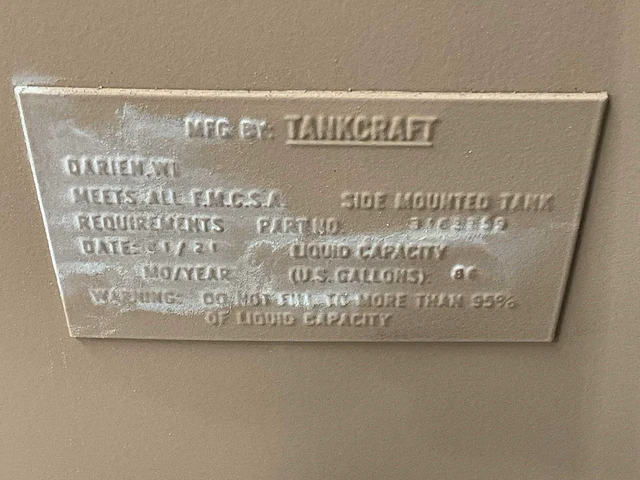 MFG BY: TANKCRAFT
DARIEN, WI
MEETS ALL F.M.C.S.A. SIDE MOUNTED TANK
REQUIREMENTS PART NO.
DATE: / 21 LIQUID CAPACITY
MO/YEAR (U.S. GALLONS):
WARNING: DO NOT FILL TO MORE THAN 95%
OF LIQUID CAPACITY